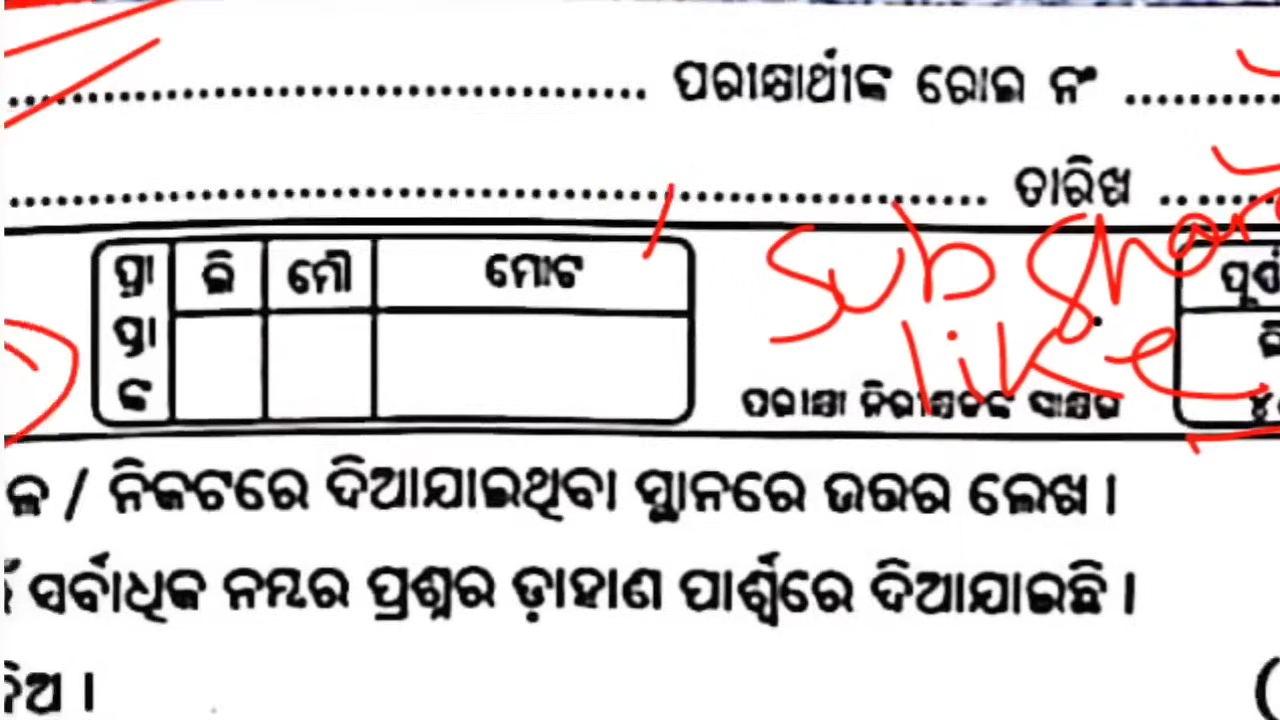 ପରୀକ୍ଷାର୍ଥୀଙ୍କ ରୋଲ ନଂ
ତାରିଖ
ପ୍ରା ଲି ମୌ ମୋଟ
ପ୍ତା
ଙ୍କ
sub share
like
ପରୀକ୍ଷା ନିରୀକ୍ଷକଙ୍କ ସ୍ୱାକ୍ଷର
/ ନିକଟରେ ଦିଆଯାଇଥିବା ସ୍ଥାନରେ ଉତ୍ତର ଲେଖ ।
ସର୍ବାଧିକ ନମ୍ବର ପ୍ରଶ୍ନର ଡ଼ାହାଣ ପାର୍ଶ୍ୱରେ ଦିଆଯାଇଛି ।